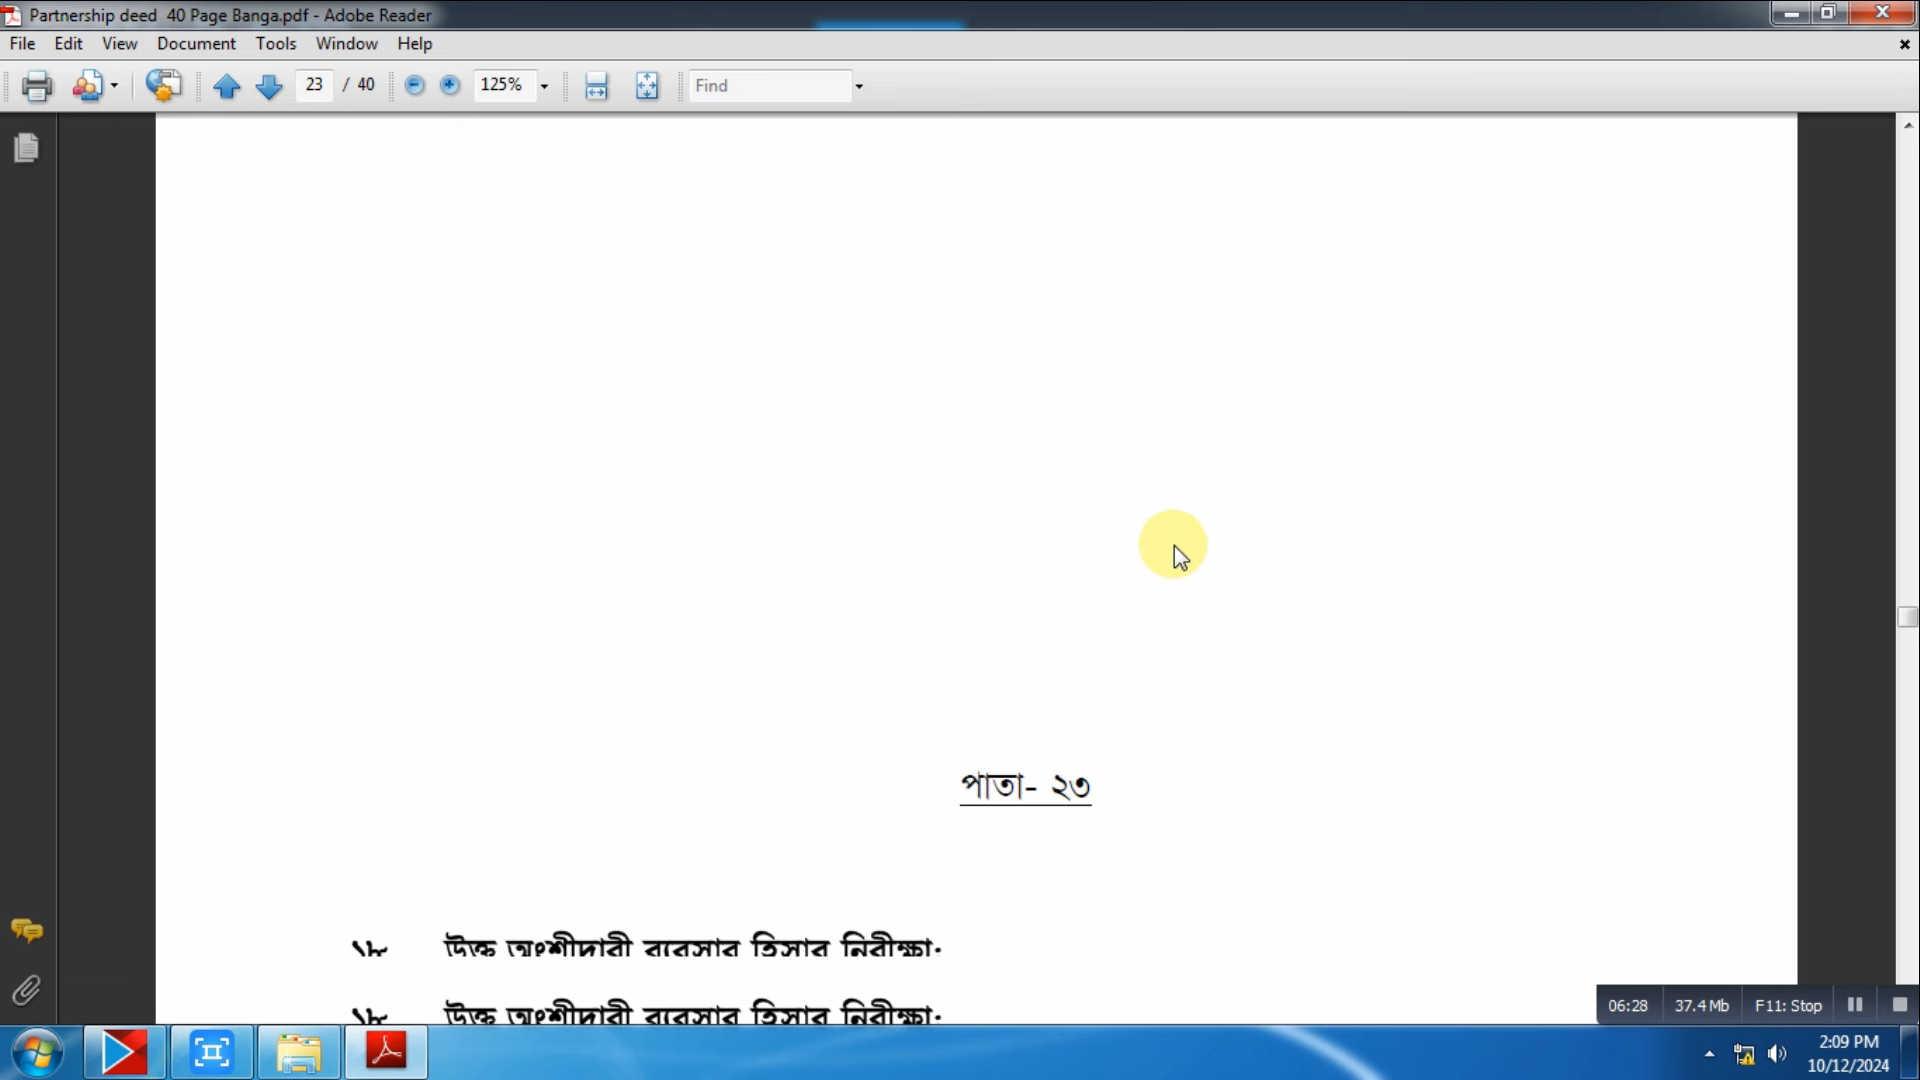 Partnership deed  40 Page Banga.pdf - Adobe Reader
File Edit View Document Tools Window Help
23 / 40 125% Find
পাতা- ২৩
১৮ উক্ত অংশীদারী ব্যবসার হিসাব নিরীক্ষা:
১৮ উক্ত অংশীদারী ব্যবসার হিসাব নিরীক্ষা:
06:28 37.4 Mb F11: Stop
2:09 PM
10/12/2024